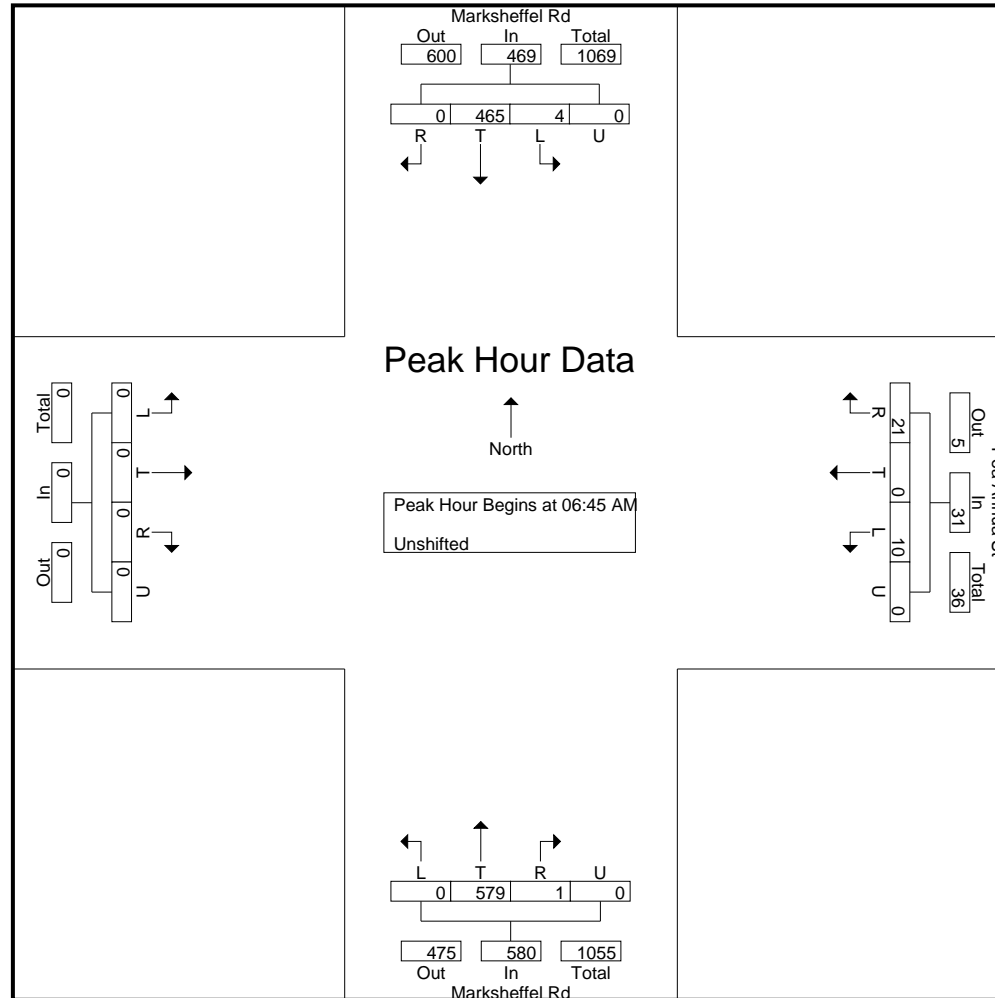 Marksheffel Rd
Out In Total
600 469 1069
0 465 4 0
R T L U
Peak Hour Data
North
Peak Hour Begins at 06:45 AM
Unshifted
Total In Out
0 0 0
0 0 0 0
L T R U
R T L U
21 0 10 0
Out In Total
5 31 36
St
L T R U
0 579 1 0
475 580 1055
Out In Total
Marksheffel Rd